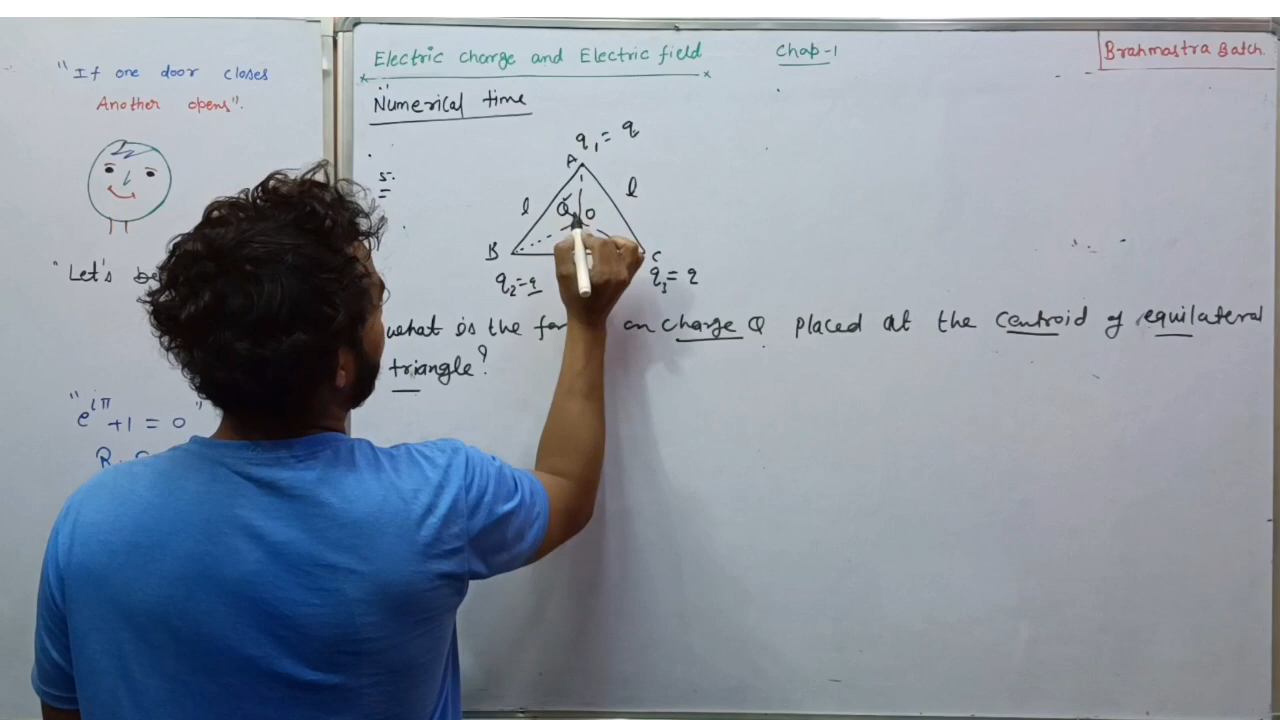 "If one door closes
Another opens".
"Let's be
"e^iπ + 1 = 0"
Electric charge and Electric field
Chap-1
Brahmastra Batch
Numerical time
5.
q₁ = q
A
l
l
Q
O
B
C
q₂ = q
q₃ = q
what is the on charge Q placed at the centroid of equilateral
triangle?